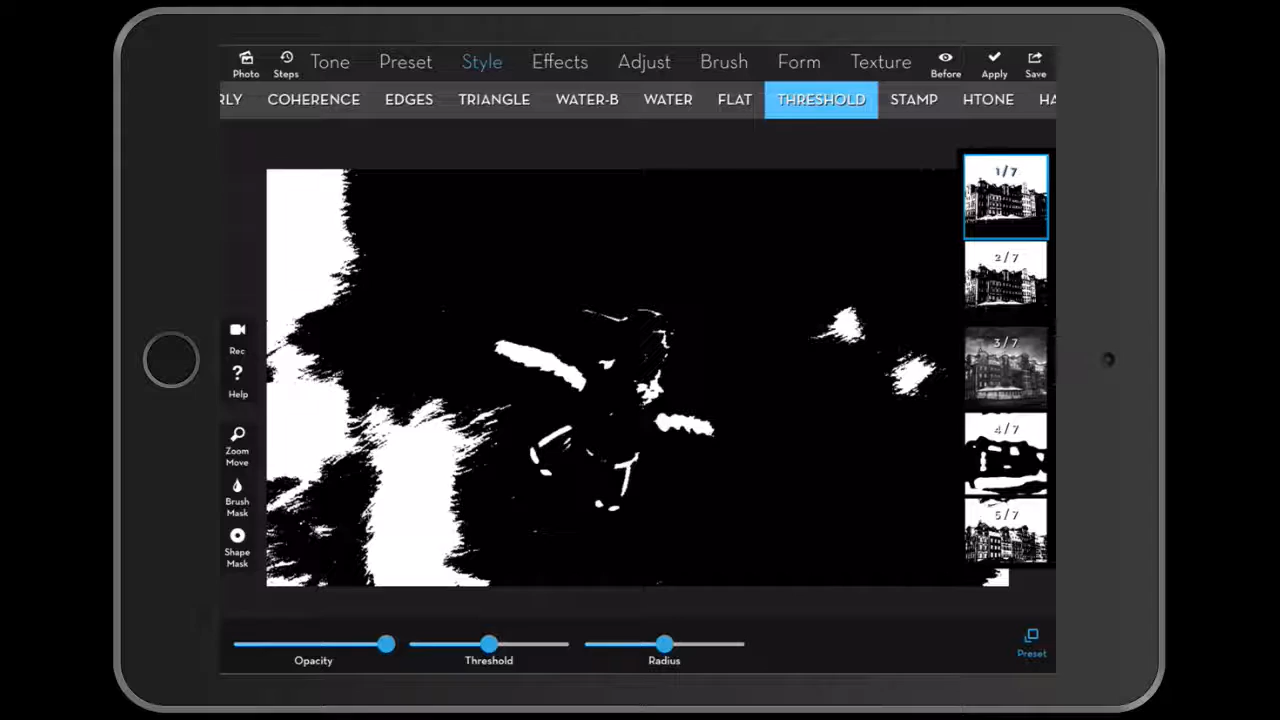 Photo Steps Tone Preset Style Effects Adjust Brush Form Texture Before Apply Save
RLY COHERENCE EDGES TRIANGLE WATER-B WATER FLAT THRESHOLD STAMP HTONE HA
1/7
2/7
3/7
4/7
5/7
Rec
Help
Zoom
Move
Brush
Mask
Shape
Mask
Opacity Threshold Radius Preset